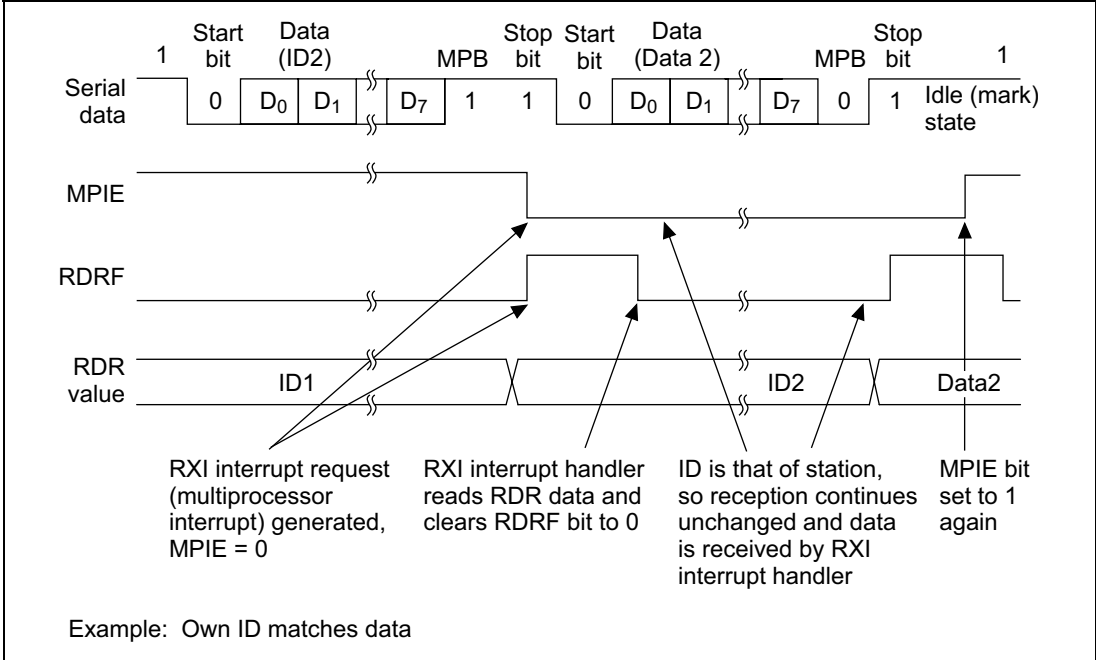 Start Data Stop Start Data Stop
1 bit (ID2) MPB bit bit (Data 2) MPB bit 1
Serial data 0 D0 D1 D7 1 1 0 D0 D1 D7 0 1 Idle (mark) state
MPIE
RDRF
RDR value ID1 ID2 Data2
RXI interrupt request
(multiprocessor
interrupt) generated,
MPIE = 0
RXI interrupt handler
reads RDR data and
clears RDRF bit to 0
ID is that of station,
so reception continues
unchanged and data
is received by RXI
interrupt handler
MPIE bit
set to 1
again
Example: Own ID matches data